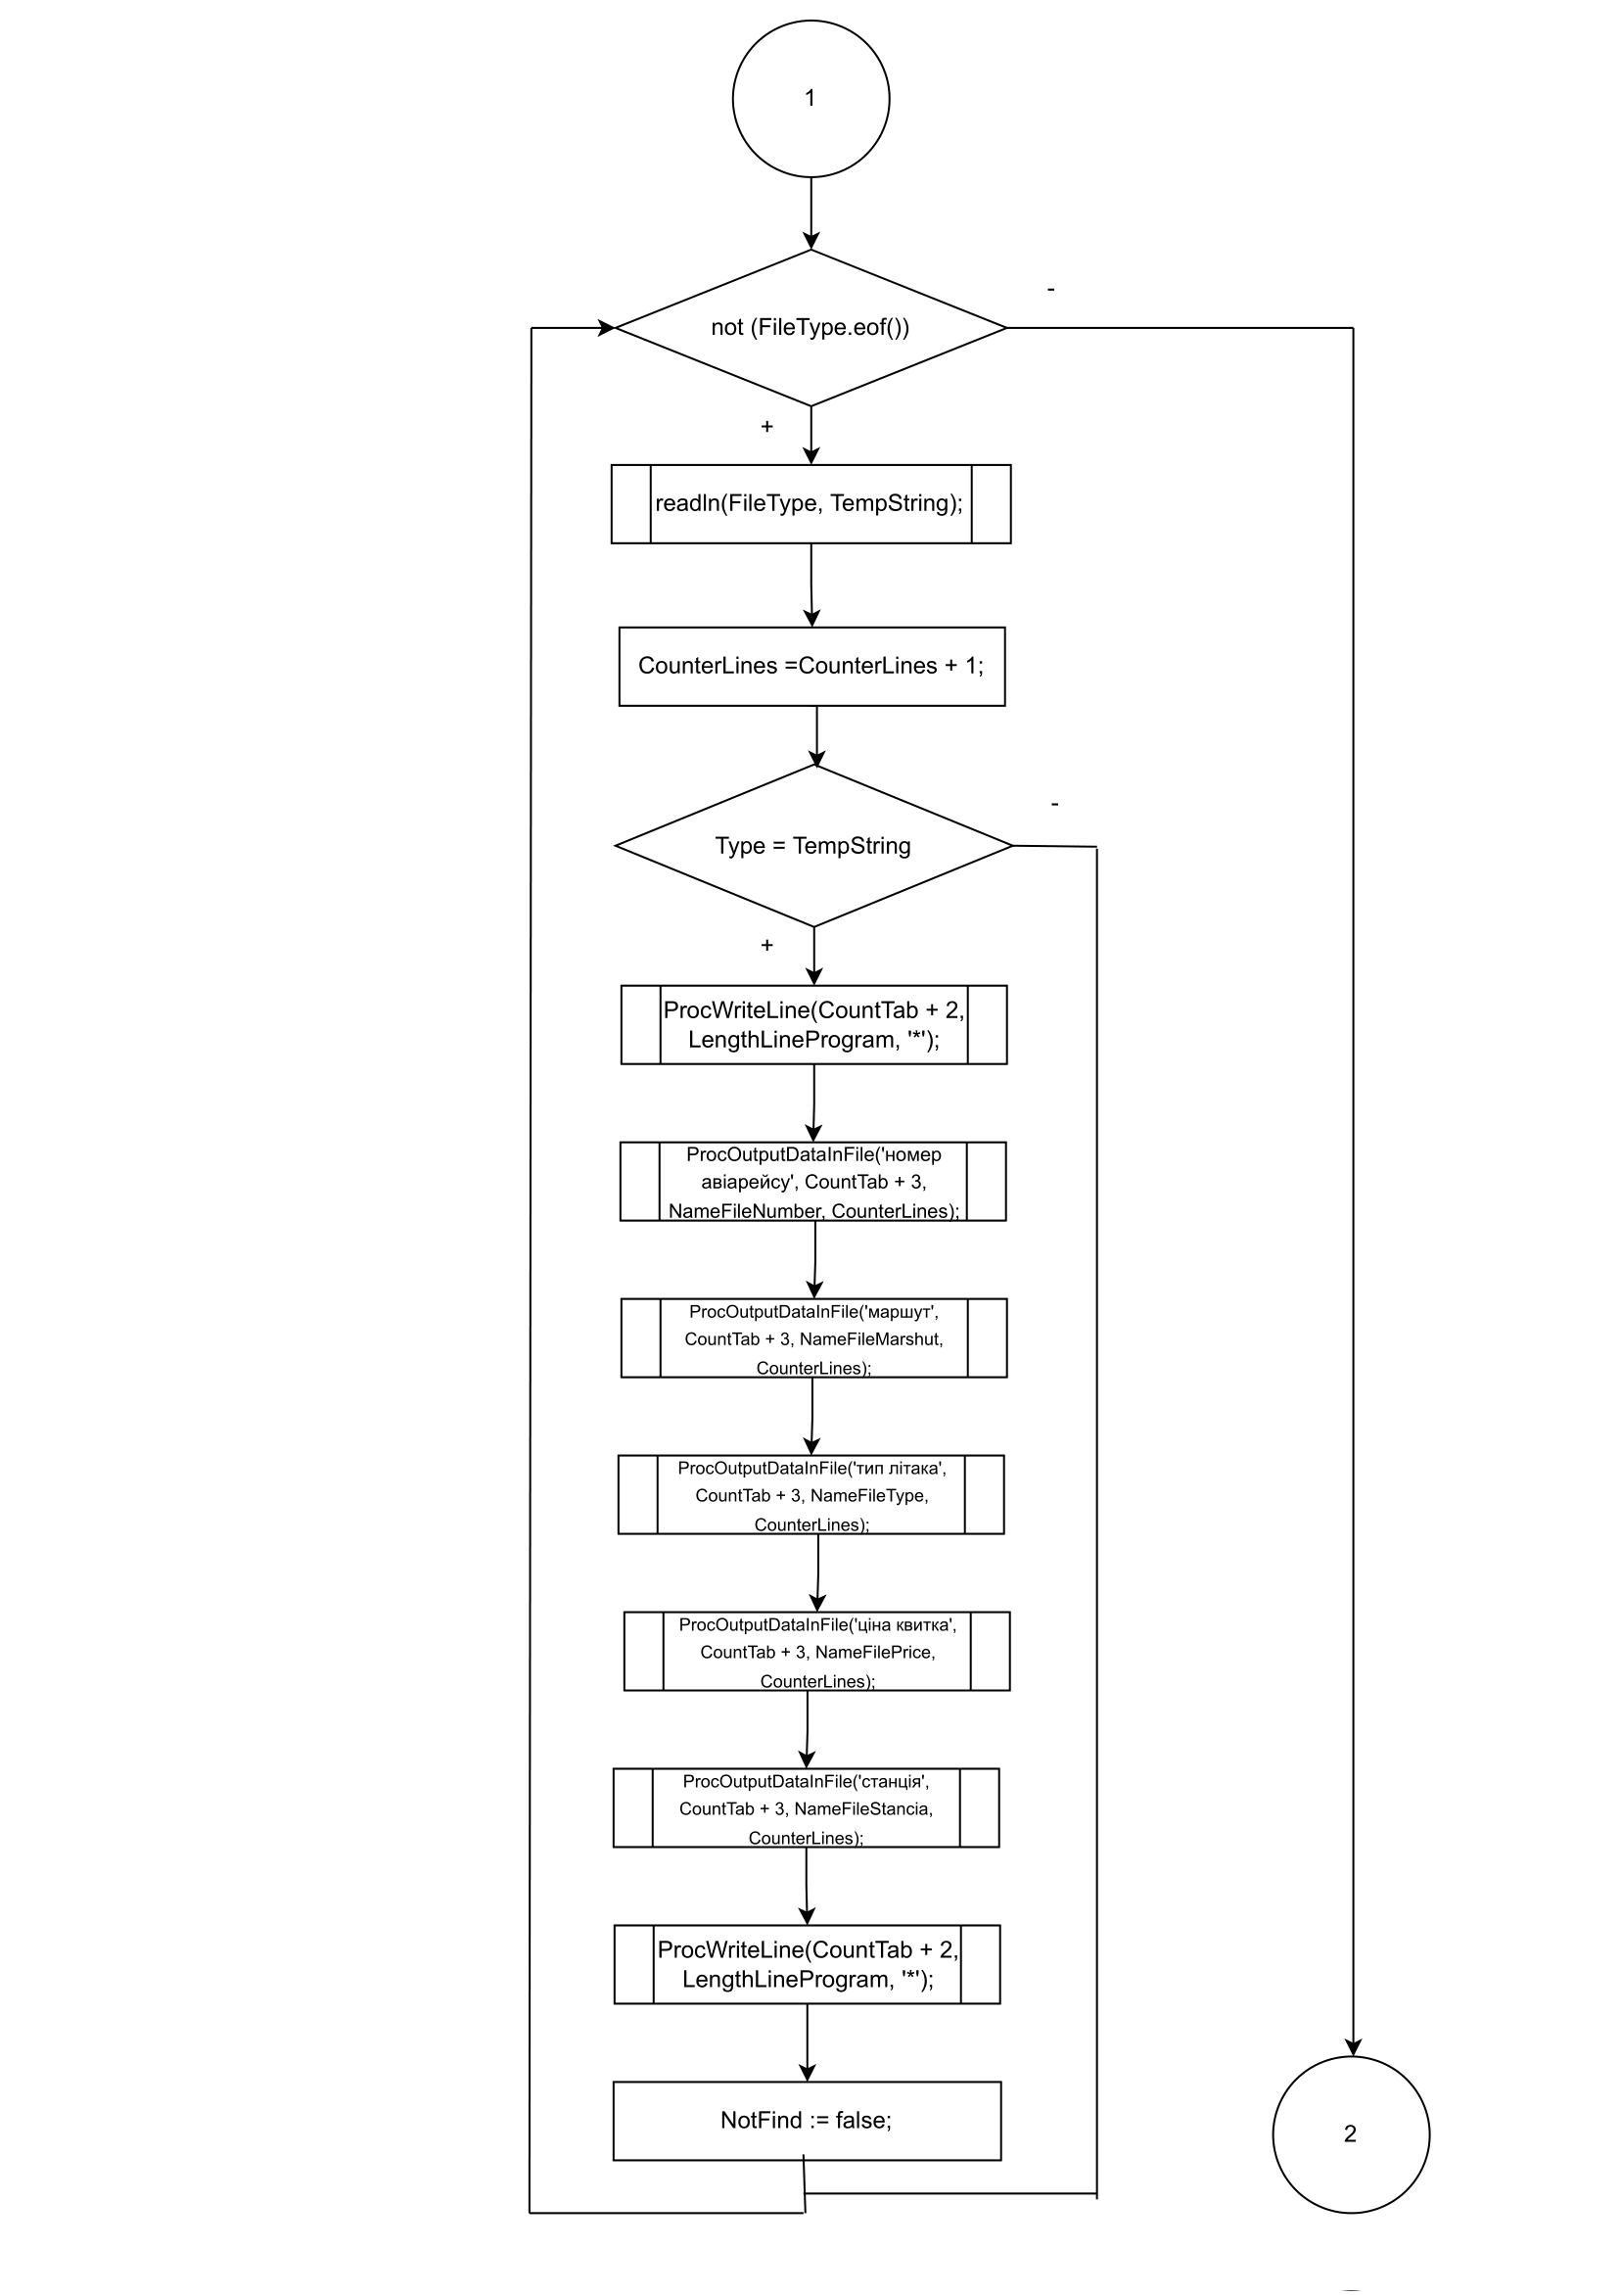 1
-
not (FileType.eof())
+
readln(FileType, TempString);
CounterLines =CounterLines + 1;
-
Type = TempString
+
ProcWriteLine(CountTab + 2,
LengthLineProgram, '*');
ProcOutputDataInFile('номер
авіарейсу', CountTab + 3,
NameFileNumber, CounterLines);
ProcOutputDataInFile('маршут',
CountTab + 3, NameFileMarshut,
CounterLines);
ProcOutputDataInFile('тип літака',
CountTab + 3, NameFileType,
CounterLines);
ProcOutputDataInFile('ціна квитка',
CountTab + 3, NameFilePrice,
CounterLines);
ProcOutputDataInFile('станція',
CountTab + 3, NameFileStancia,
CounterLines);
ProcWriteLine(CountTab + 2,
LengthLineProgram, '*');
NotFind := false;
2